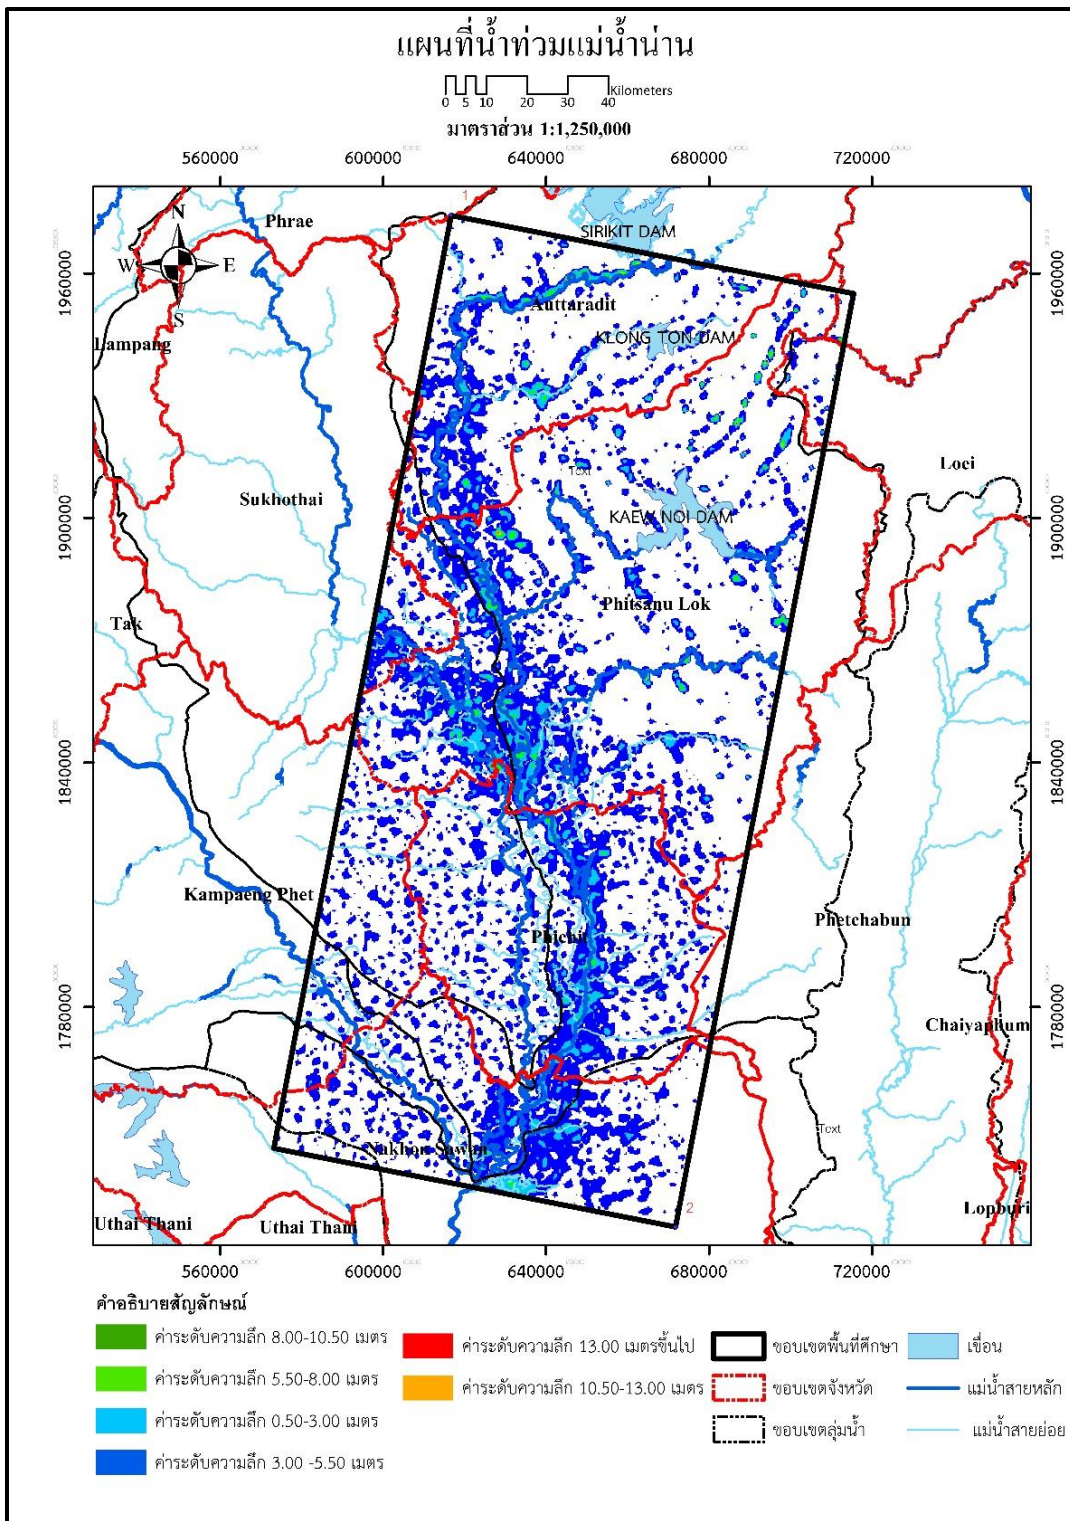 แผนที่น้ำท่วมแม่น้ำน่าน
0 5 10 20 30 40 Kilometers
มาตราส่วน 1:1,250,000
560000 600000 640000 680000 720000
1
N
W E
S
Phrae
SIRIKIT DAM
1960000 1960000
Auttaradit
Lampang
KLONG TON DAM
Text
Loei
Sukhothai
KAEW NOI DAM
1900000 1900000
Phitsanu Lok
Tak
1840000 1840000
Kampaeng Phet
Phetchabun
Phichit
1780000 1780000
Chaiyaphum
Text
Nakhon Sawan
Uthai Thani
Uthai Thani
Lopburi
2
560000 600000 640000 680000 720000
คำอธิบายสัญลักษณ์
ค่าระดับความลึก 8.00-10.50 เมตร
ค่าระดับความลึก 5.50-8.00 เมตร
ค่าระดับความลึก 0.50-3.00 เมตร
ค่าระดับความลึก 3.00 -5.50 เมตร
ค่าระดับความลึก 13.00 เมตรขึ้นไป
ค่าระดับความลึก 10.50-13.00 เมตร
ขอบเขตพื้นที่ศึกษา
ขอบเขตจังหวัด
ขอบเขตลุ่มน้ำ
เขื่อน
แม่น้ำสายหลัก
แม่น้ำสายย่อย